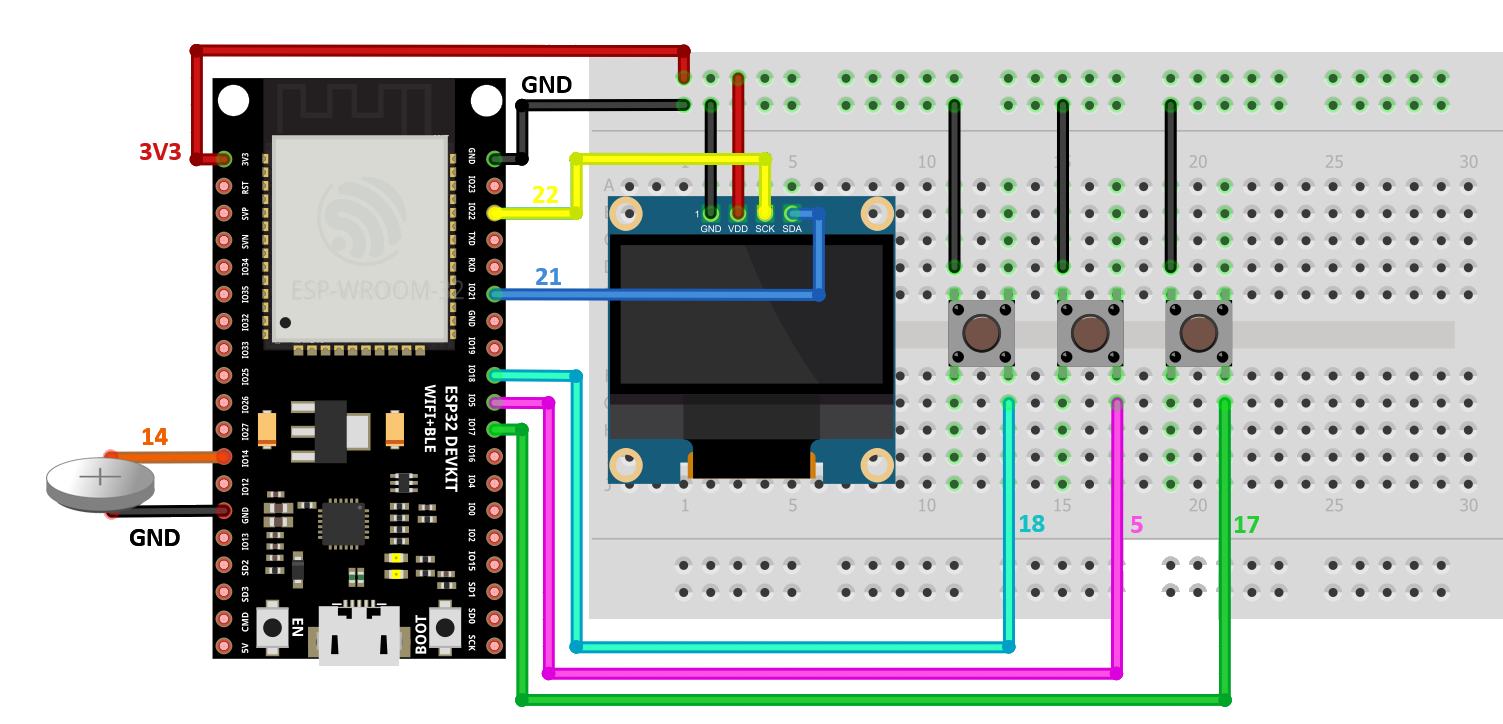 GND
3V3
22
21
14
GND
18
5
17
3V3
RST
SVP
SVN
IO34
IO35
IO32
IO33
IO25
IO26
IO27
IO14
IO12
GND
IO13
SD2
SD3
CMD
5V
GND
IO23
IO22
TXD
RXD
IO21
GND
IO19
IO18
IO5
IO17
IO16
IO4
IO0
IO2
IO15
SD1
SD0
SCK
ESP-WROOM-32
ESP32 DEVKIT
WIFI+BLE
EN
BOOT
1
GND VDD SCK SDA
1 5 10 15 20 25 30
A
J
1 5 10 15 20 25 30